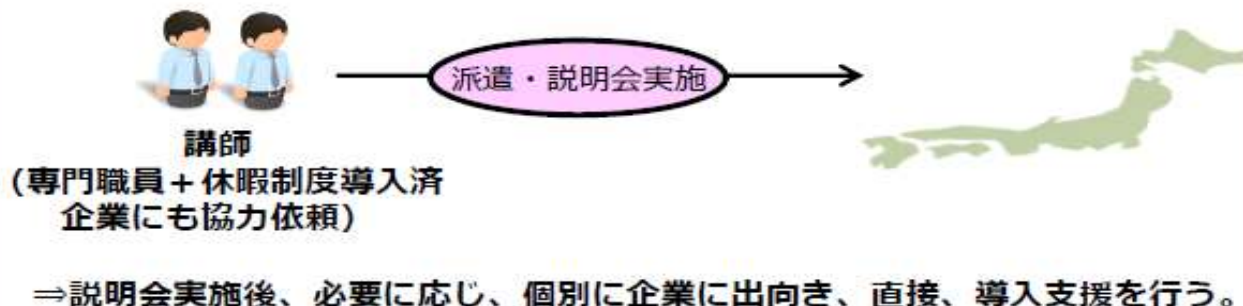 派遣・説明会実施
講師
(専門職員+休暇制度導入済
企業にも協力依頼)
⇒説明会実施後、必要に応じ、個別に企業に出向き、直接、導入支援を行う。